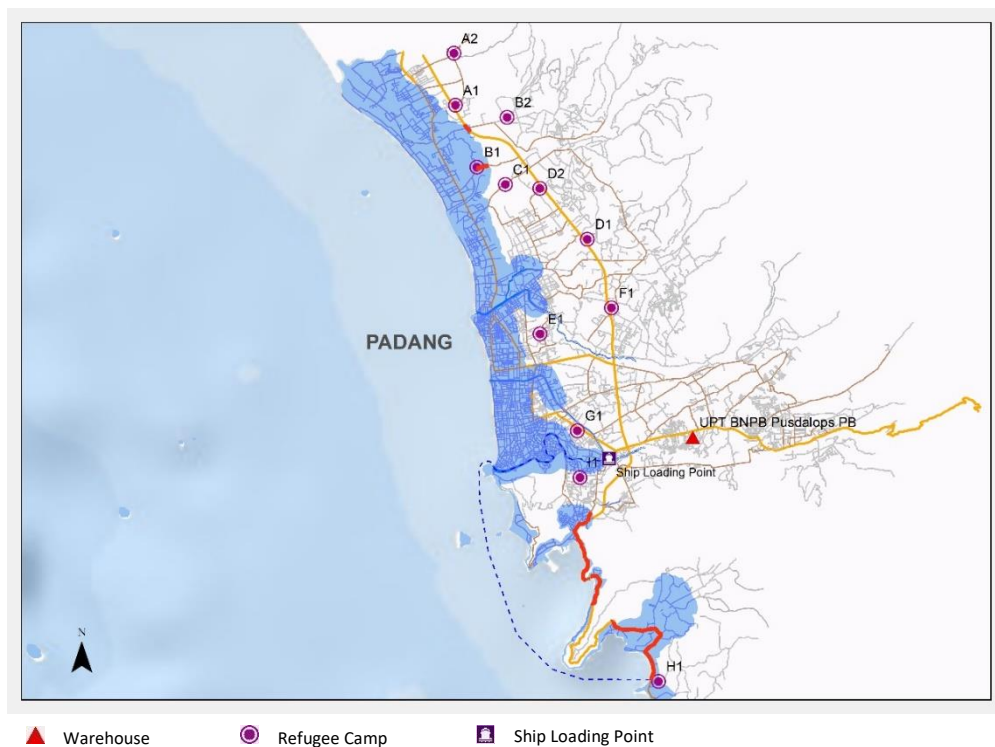 A2
A1
B2
B1
C1
D2
D1
F1
E1
PADANG
G1
UPT BNPB Pusdalops PB
I1
Ship Loading Point
N
H1
Warehouse
Refugee Camp
Ship Loading Point